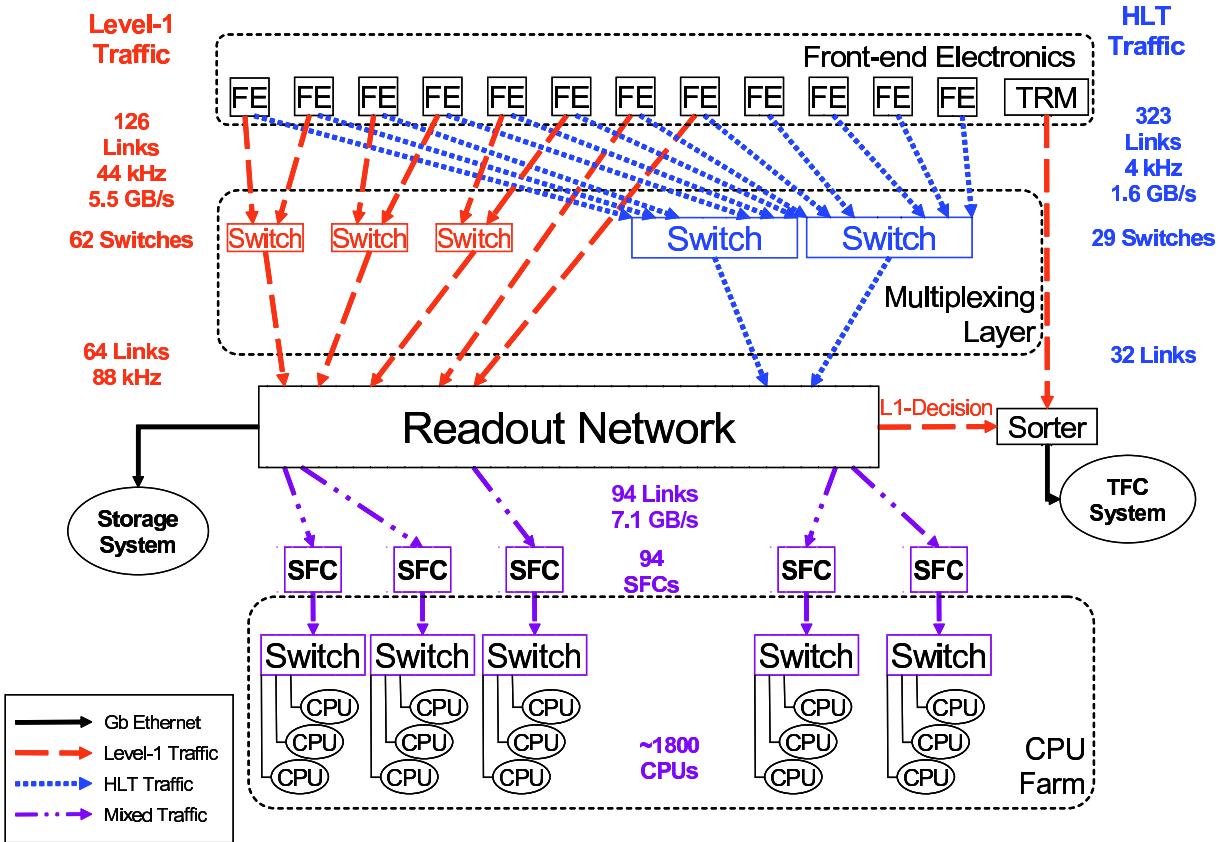 Level-1
Traffic
HLT
Traffic
Front-end Electronics
FE FE FE FE FE FE FE FE FE FE FE FE TRM
126
Links
44 kHz
5.5 GB/s
323
Links
4 kHz
1.6 GB/s
62 Switches
Switch Switch Switch Switch Switch
29 Switches
Multiplexing
Layer
64 Links
88 kHz
32 Links
Readout Network
L1-Decision
Sorter
Storage
System
94 Links
7.1 GB/s
TFC
System
SFC SFC SFC SFC SFC
94
SFCs
Switch Switch Switch Switch Switch
CPU CPU CPU CPU CPU
CPU CPU CPU CPU CPU
CPU CPU CPU CPU CPU
~1800
CPUs
CPU
Farm
Gb Ethernet
Level-1 Traffic
HLT Traffic
Mixed Traffic